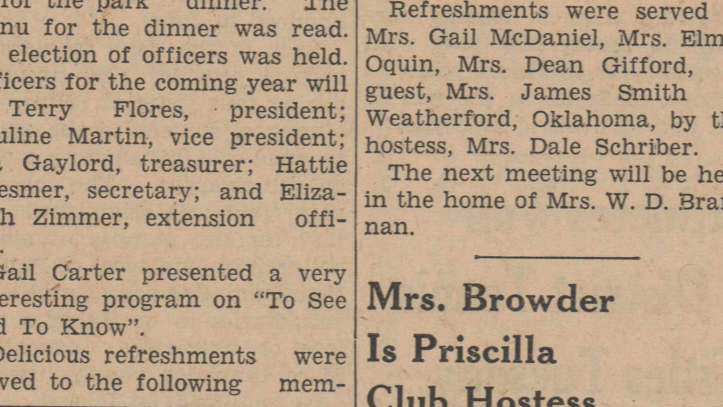 for the park dinner. The
nu for the dinner was read.
election of officers was held.
ficers for the coming year will
Terry Flores, president;
uline Martin, vice president;
Gaylord, treasurer; Hattie
esmer, secretary; and Eliza-
h Zimmer, extension offi-
.
Gail Carter presented a very
eresting program on "To See
d To Know".
Delicious refreshments were
ved to the following mem-
Refreshments were served
Mrs. Gail McDaniel, Mrs. Elm
Oquin, Mrs. Dean Gifford,
guest, Mrs. James Smith
Weatherford, Oklahoma, by th
hostess, Mrs. Dale Schriber.
The next meeting will be he
in the home of Mrs. W. D. Brai
nan.
Mrs. Browder
Is Priscilla
Club Hostess